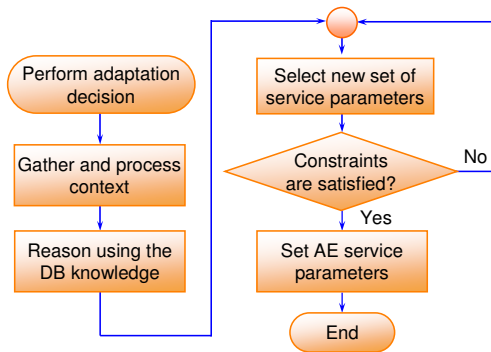 Perform adaptation
decision
Gather and process
context
Reason using the
DB knowledge
Select new set of
service parameters
Constraints
are satisfied?
No
Yes
Set AE service
parameters
End